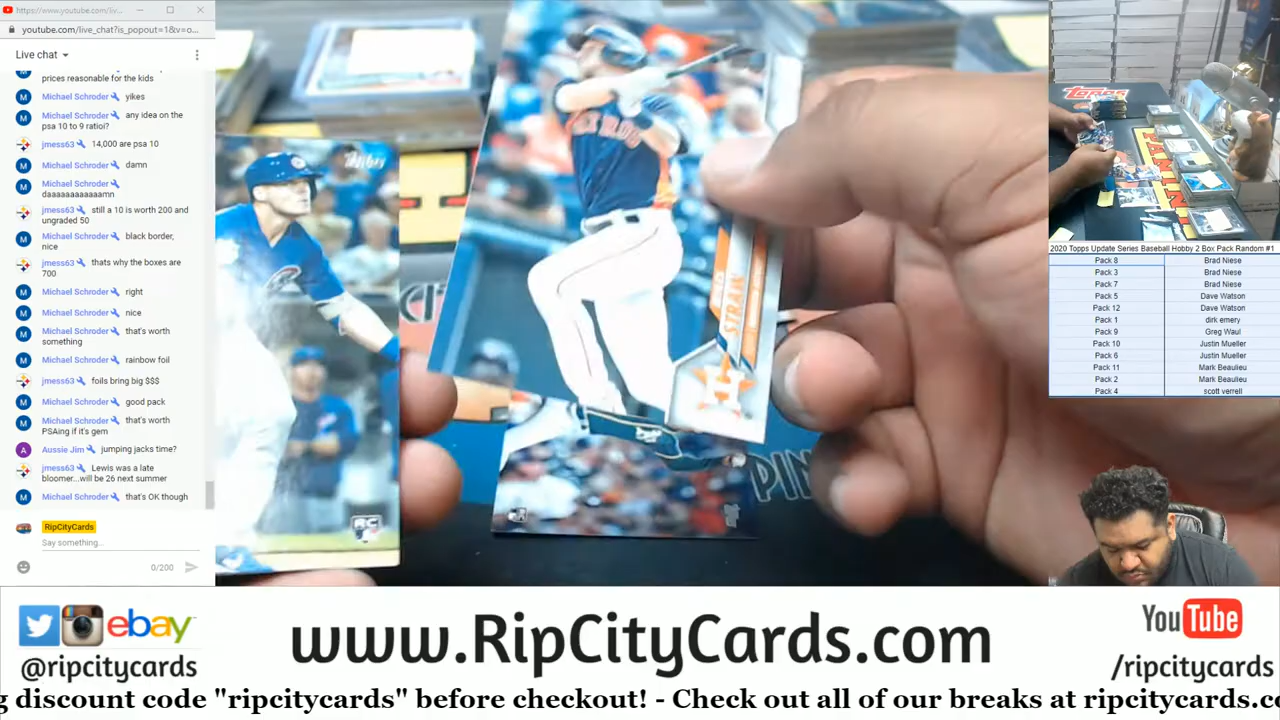 https://www.youtube.com/liv...
youtube.com/live_chat?is_popout=1&v=o...
Live chat
prices reasonable for the kids
M Michael Schroder yikes
M Michael Schroder any idea on the
psa 10 to 9 ratioi?
jmess63 14,000 are psa 10
M Michael Schroder damn
M Michael Schroder
daaaaaaaaaaamn
jmess63 still a 10 is worth 200 and
ungraded 50
M Michael Schroder black border,
nice
jmess63 thats why the boxes are
700
M Michael Schroder right
M Michael Schroder nice
M Michael Schroder that's worth
something
M Michael Schroder rainbow foil
jmess63 foils bring big $$$
M Michael Schroder good pack
M Michael Schroder that's worth
PSAing if it's gem
A Aussie Jim jumping jacks time?
jmess63 Lewis was a late
bloomer...will be 26 next summer
M Michael Schroder that's OK though
RipCityCards
Say something...
0/200
RC
STRAW
PIN
TOPPS
PANINI
2020 Topps Update Series Baseball Hobby 2 Box Pack Random #1
Pack 8 Brad Niese
Pack 3 Brad Niese
Pack 7 Brad Niese
Pack 5 Dave Watson
Pack 12 Dave Watson
Pack 1 dirk emery
Pack 9 Greg Waul
Pack 10 Justin Mueller
Pack 6 Justin Mueller
Pack 11 Mark Beaulieu
Pack 2 Mark Beaulieu
Pack 4 scott verrell
ebay
@ripcitycards
www.RipCityCards.com
YouTube
/ripcitycards
g discount code "ripcitycards" before checkout! - Check out all of our breaks at ripcitycards.co